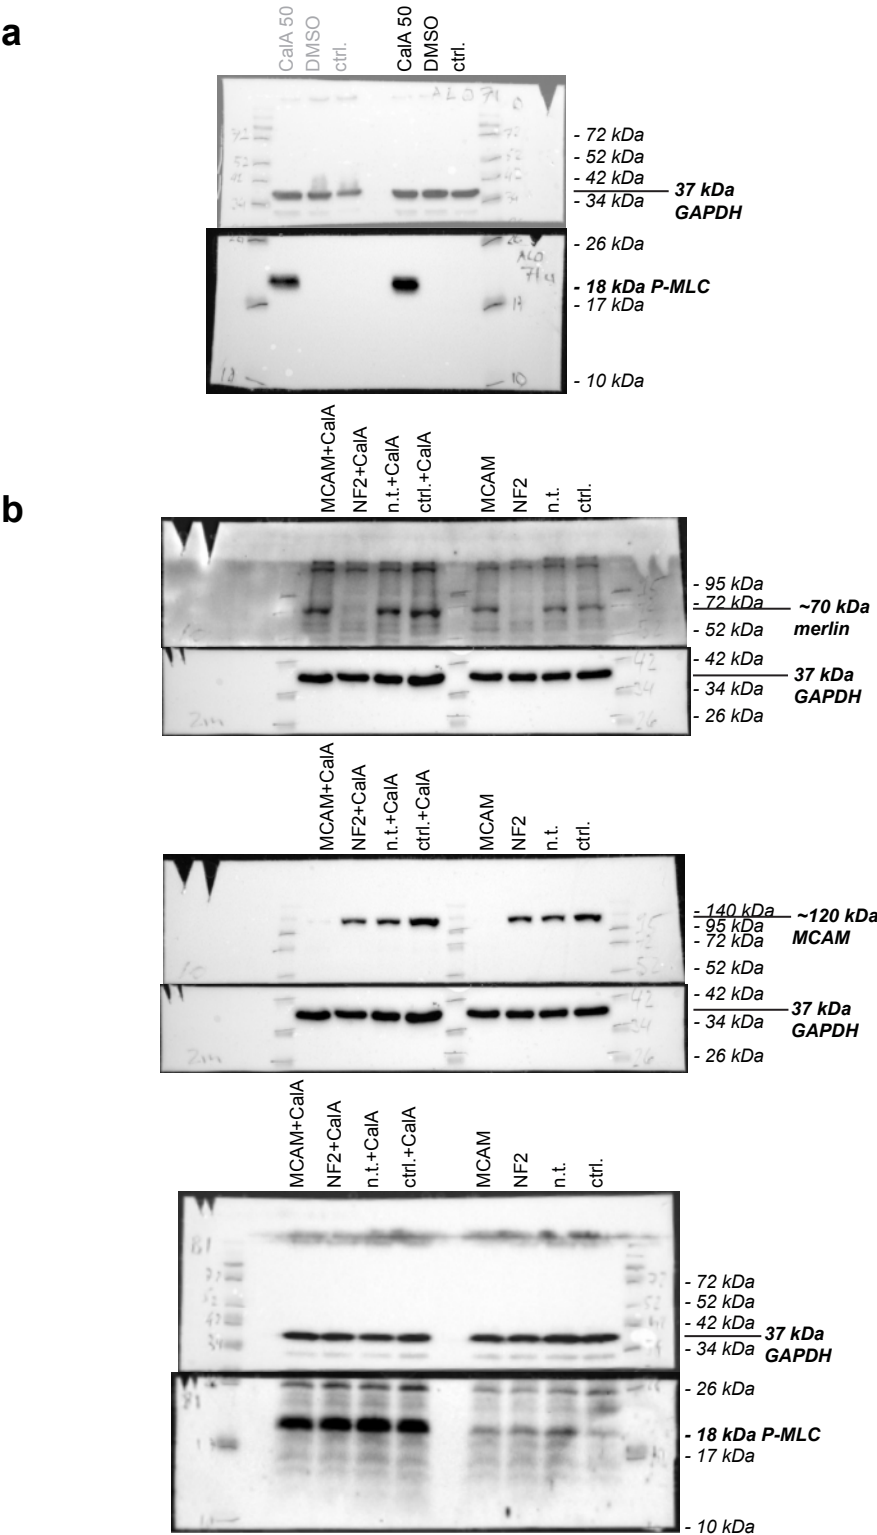 a
CalA 50
DMSO
ctrl.
CalA 50
DMSO
ctrl.
- 72 kDa
- 52 kDa
- 42 kDa
37 kDa
- 34 kDa
GAPDH
- 26 kDa
- 18 kDa P-MLC
- 17 kDa
10
- 10 kDa
b
MCAM+CalA
NF2+CalA
n.t.+CalA
ctrl.+CalA
MCAM
NF2
n.t.
ctrl.
- 95 kDa
- 72 kDa
~70 kDa
merlin
- 52 kDa
- 42 kDa
37 kDa
- 34 kDa
GAPDH
- 26 kDa
MCAM+CalA
NF2+CalA
n.t.+CalA
ctrl.+CalA
MCAM
NF2
n.t.
ctrl.
- 140 kDa
~120 kDa
- 95 kDa
- 72 kDa
MCAM
- 52 kDa
- 42 kDa
37 kDa
- 34 kDa
GAPDH
- 26 kDa
MCAM+CalA
NF2+CalA
n.t.+CalA
ctrl.+CalA
MCAM
NF2
n.t.
ctrl.
- 72 kDa
- 52 kDa
- 42 kDa
37 kDa
- 34 kDa
GAPDH
- 26 kDa
- 18 kDa P-MLC
- 17 kDa
- 10 kDa